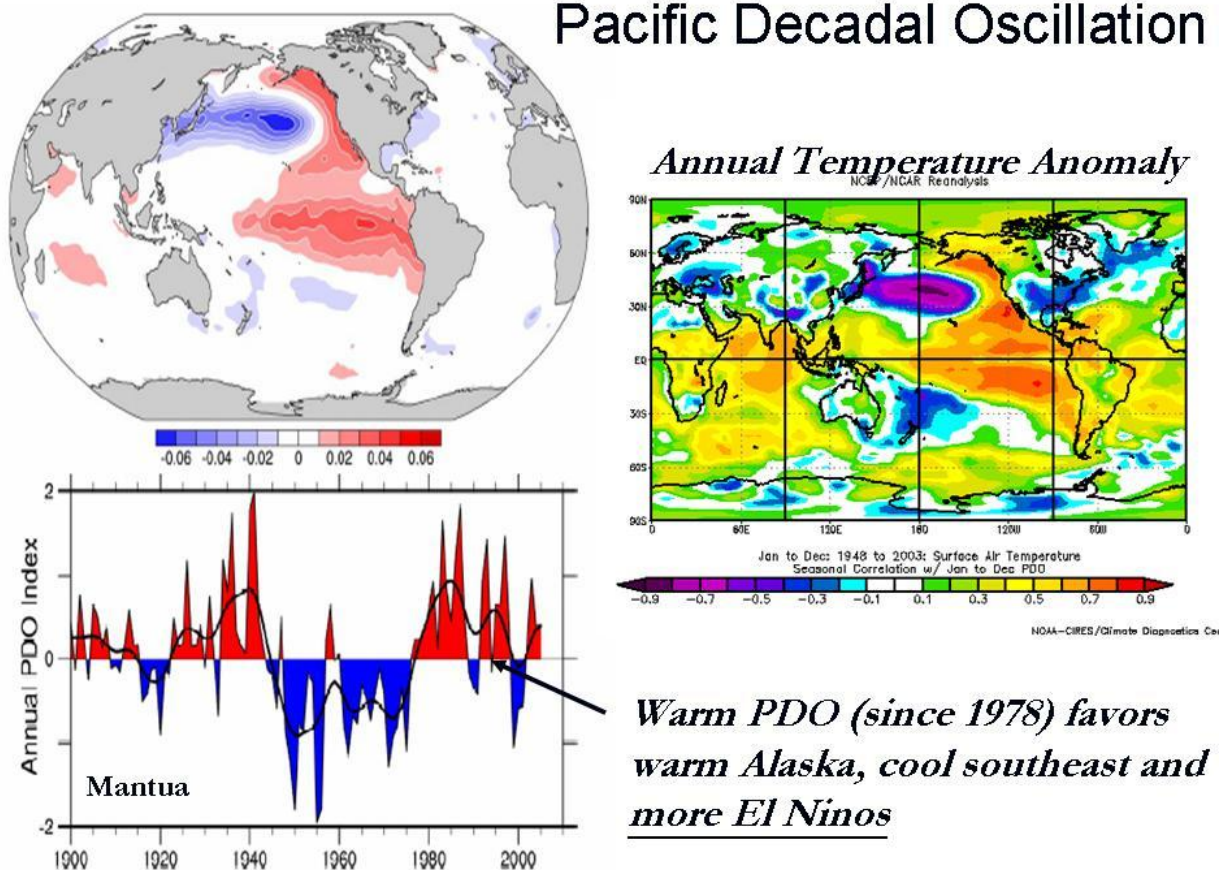 Pacific Decadal Oscillation
-0.06 -0.04 -0.02 0 0.02 0.04 0.06
Annual Temperature Anomaly
NCEP/NCAR Reanalysis
90N
60N
30N
EQ
30S
60S
90S
0 60E 120E 180 120W 60W 0
Jan to Dec: 1948 to 2003: Surface Air Temperature
Seasonal Correlation w/ Jan to Dec PDO
-0.9 -0.7 -0.5 -0.3 -0.1 0.1 0.3 0.5 0.7 0.9
NOAA-CIRES/Climate Diagnostics
Annual PDO Index
2
0
-2
Mantua
1900 1920 1940 1960 1980 2000
Warm PDO (since 1978) favors
warm Alaska, cool southeast and
more El Ninos